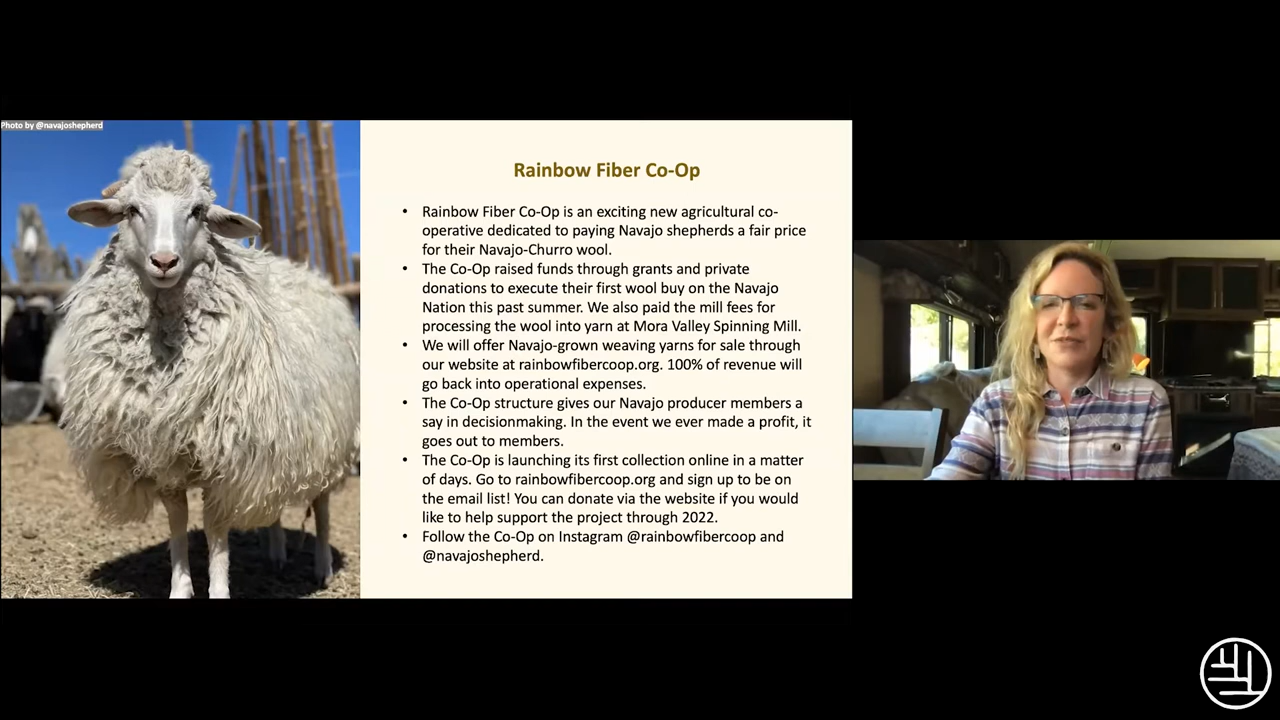 Photo by @navajoshepherd
Rainbow Fiber Co-Op
• Rainbow Fiber Co-Op is an exciting new agricultural co-
operative dedicated to paying Navajo shepherds a fair price
for their Navajo-Churro wool.
• The Co-Op raised funds through grants and private
donations to execute their first wool buy on the Navajo
Nation this past summer. We also paid the mill fees for
processing the wool into yarn at Mora Valley Spinning Mill.
• We will offer Navajo-grown weaving yarns for sale through
our website at rainbowfibercoop.org. 100% of revenue will
go back into operational expenses.
• The Co-Op structure gives our Navajo producer members a
say in decisionmaking. In the event we ever made a profit, it
goes out to members.
• The Co-Op is launching its first collection online in a matter
of days. Go to rainbowfibercoop.org and sign up to be on
the email list! You can donate via the website if you would
like to help support the project through 2022.
• Follow the Co-Op on Instagram @rainbowfibercoop and
@navajoshepherd.